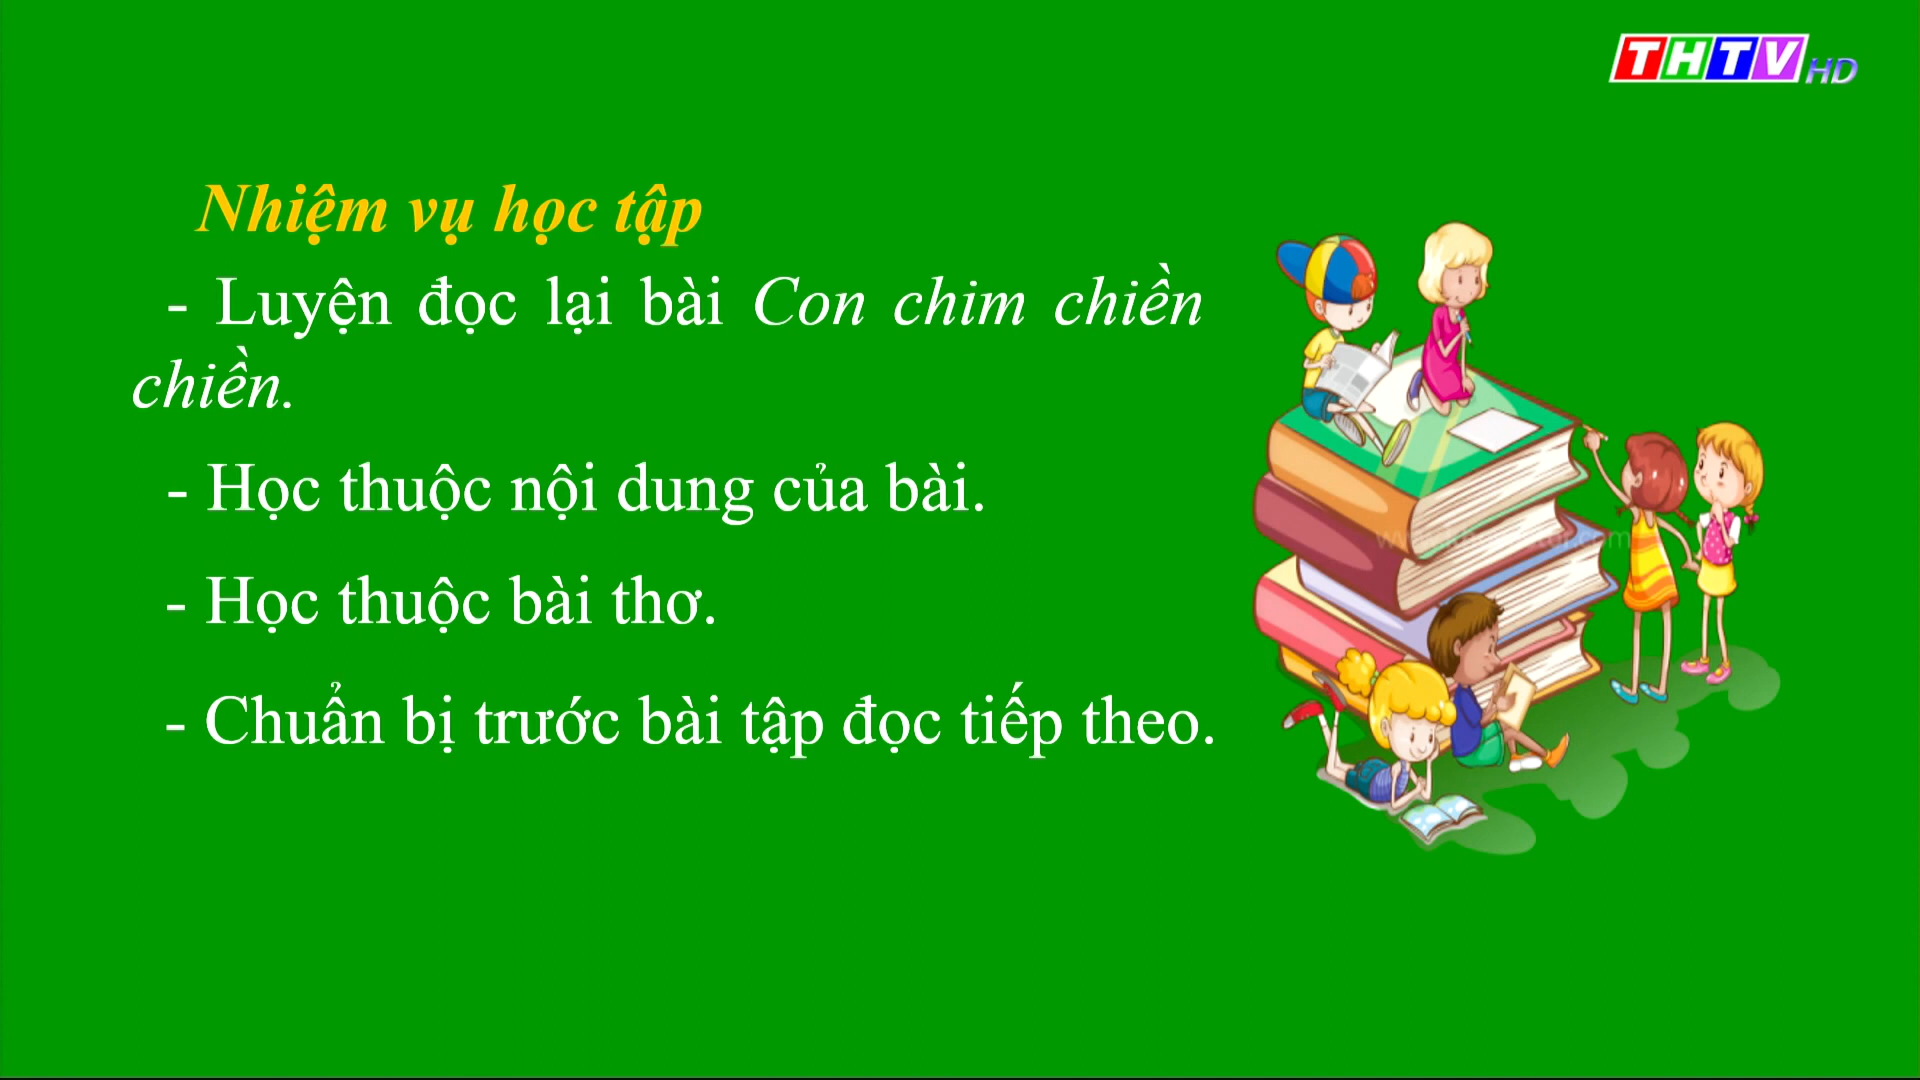 THTV HD
Nhiệm vụ học tập
- Luyện đọc lại bài Con chim chiền
chiền.
- Học thuộc nội dung của bài.
- Học thuộc bài thơ.
- Chuẩn bị trước bài tập đọc tiếp theo.